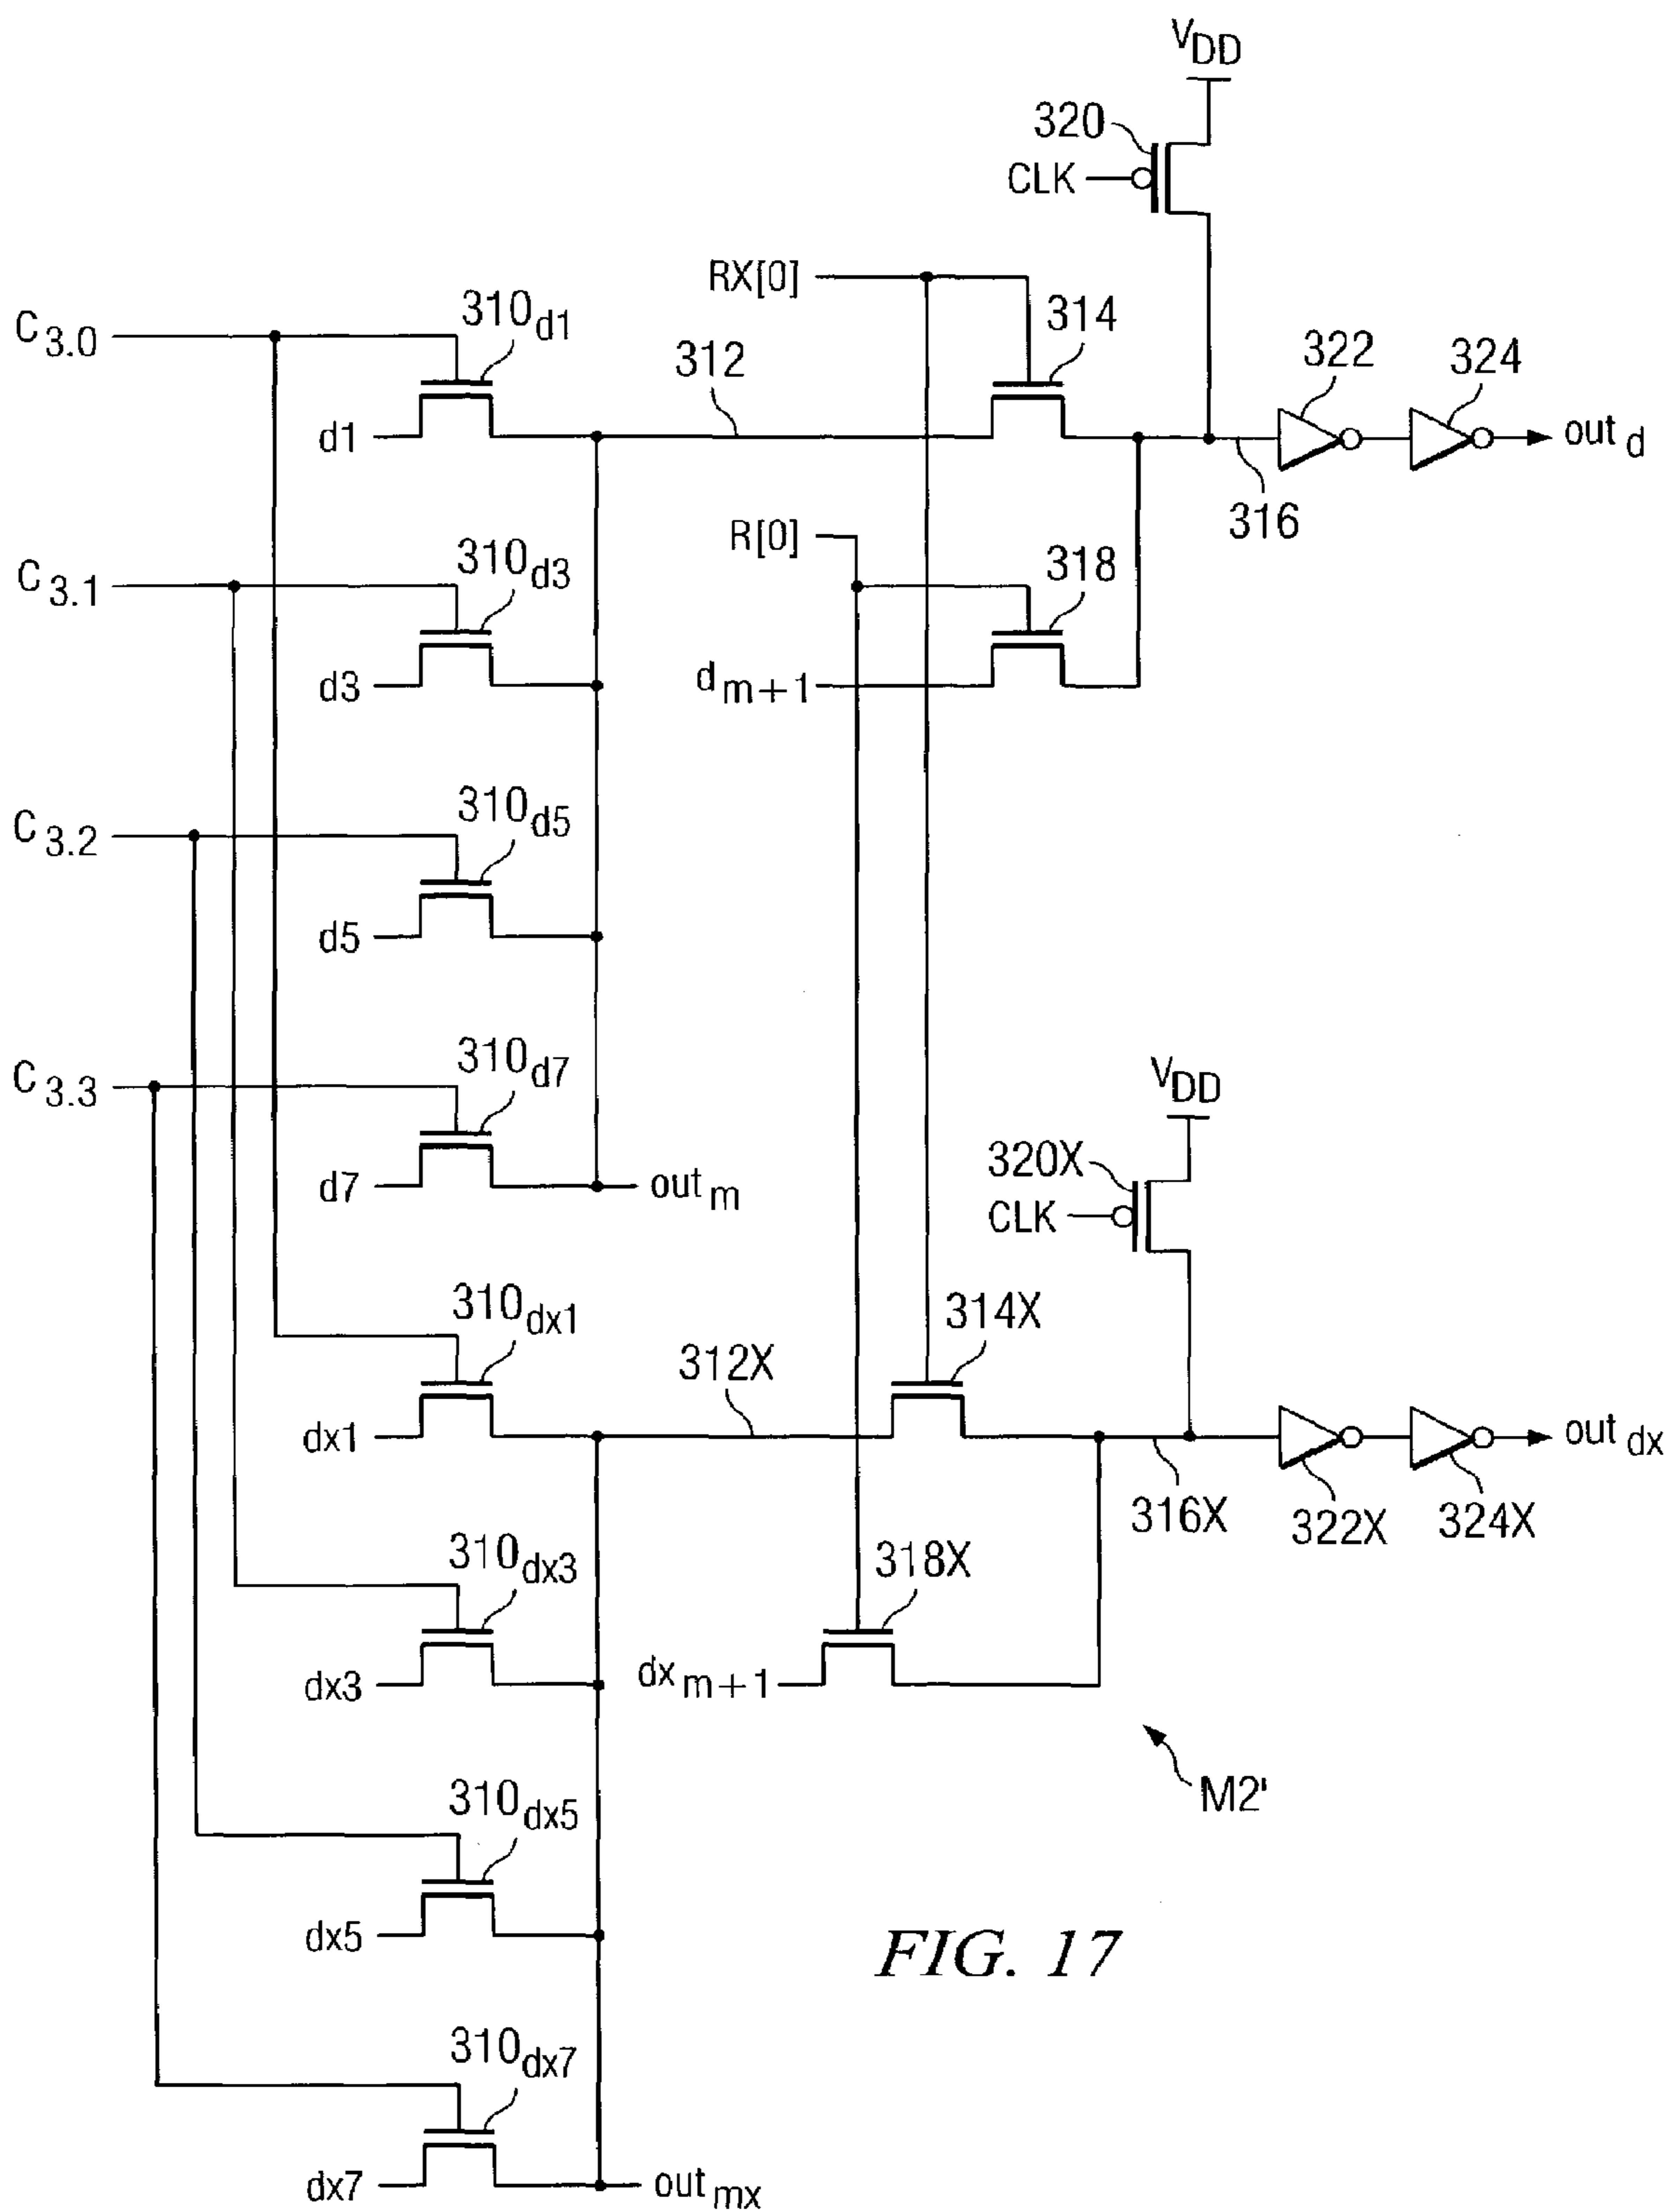 VDD
320
CLK
RX[0]
314
C3.0
310d1
312
322
324
d1
outd
316
R[0]
318
C3.1
310d3
d3
dm+1
C3.2
310d5
d5
C3.3
310d7
d7
outm
VDD
320X
CLK
310dx1
314X
312X
dx1
outdx
316X
322X
324X
310dx3
318X
dx3
dxm+1
M2'
310dx5
dx5
FIG. 17
310dx7
dx7
outmx